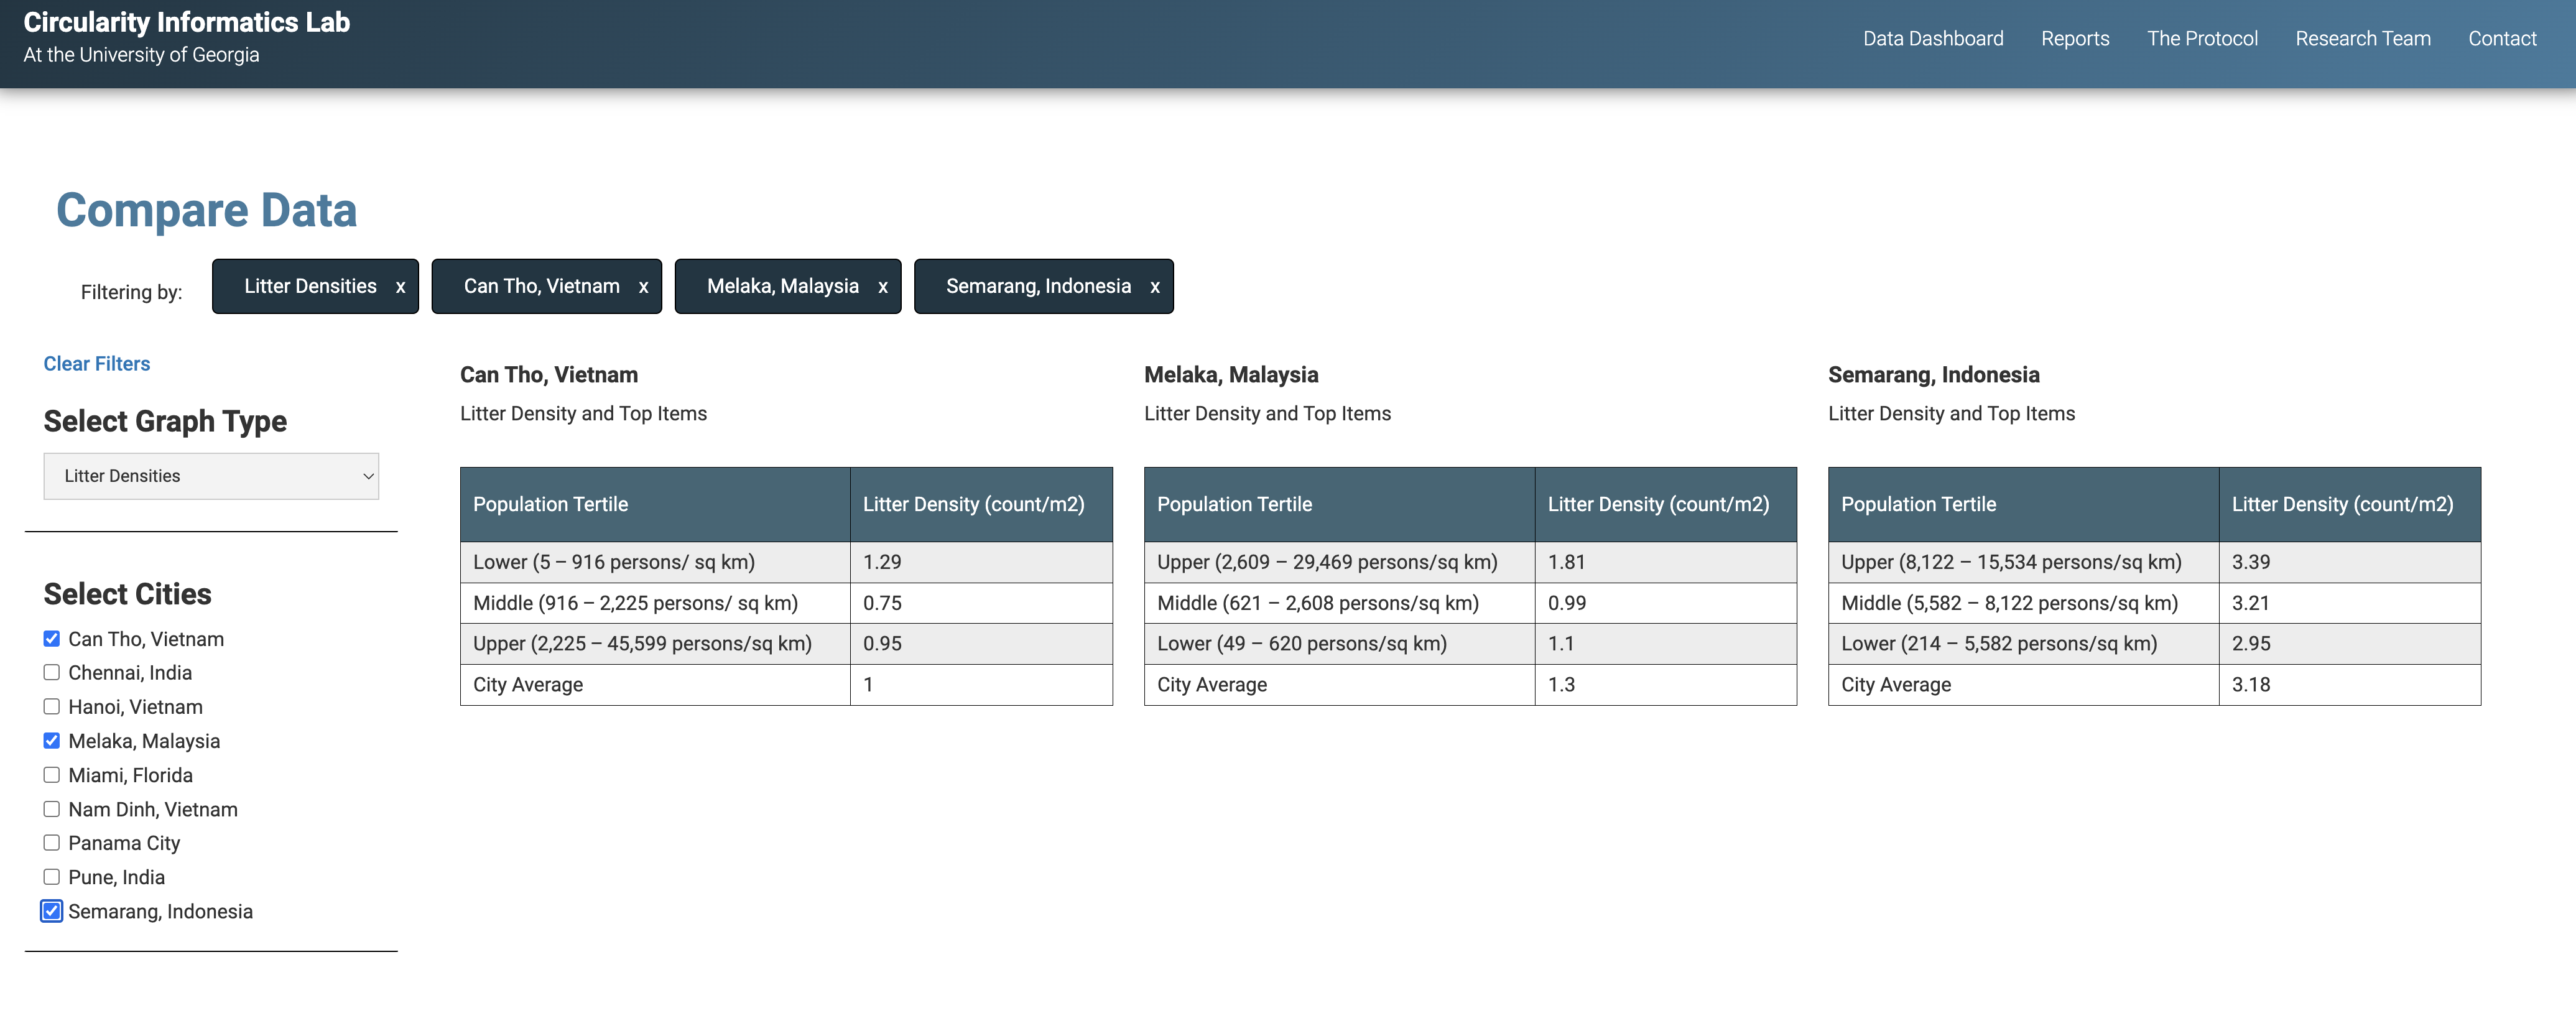 Circularity Informatics Lab
At the University of Georgia
Data Dashboard Reports The Protocol Research Team Contact
Compare Data
Filtering by: Litter Densities x Can Tho, Vietnam x Melaka, Malaysia x Semarang, Indonesia x
Clear Filters
Select Graph Type
Litter Densities
Select Cities
Can Tho, Vietnam
Chennai, India
Hanoi, Vietnam
Melaka, Malaysia
Miami, Florida
Nam Dinh, Vietnam
Panama City
Pune, India
Semarang, Indonesia
Can Tho, Vietnam
Litter Density and Top Items
Population Tertile Litter Density (count/m2)
Lower (5 – 916 persons/ sq km) 1.29
Middle (916 – 2,225 persons/ sq km) 0.75
Upper (2,225 – 45,599 persons/sq km) 0.95
City Average 1
Melaka, Malaysia
Litter Density and Top Items
Population Tertile Litter Density (count/m2)
Upper (2,609 – 29,469 persons/sq km) 1.81
Middle (621 – 2,608 persons/sq km) 0.99
Lower (49 – 620 persons/sq km) 1.1
City Average 1.3
Semarang, Indonesia
Litter Density and Top Items
Population Tertile Litter Density (count/m2)
Upper (8,122 – 15,534 persons/sq km) 3.39
Middle (5,582 – 8,122 persons/sq km) 3.21
Lower (214 – 5,582 persons/sq km) 2.95
City Average 3.18